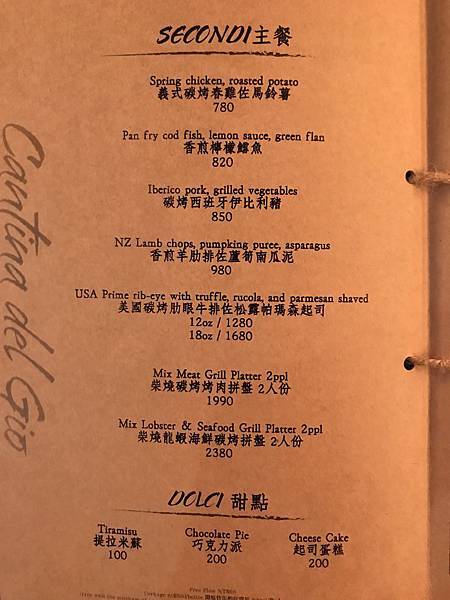 SECONDI主餐
Spring chicken, roasted potato
義式碳烤春雞佐馬鈴薯
780
Pan fry cod fish, lemon sauce, green flan
香煎檸檬鱈魚
820
Iberico pork, grilled vegetables
碳烤西班牙伊比利豬
850
NZ Lamb chops, pumpking puree, asparagus
香煎羊肋排佐蘆筍南瓜泥
980
USA Prime rib-eye with truffle, rucola, and parmesan shaved
美國碳烤肋眼牛排佐松露帕瑪森起司
12oz / 1280
18oz / 1680
Mix Meat Grill Platter 2ppl
柴燒碳烤烤肉拼盤 2人份
1990
Mix Lobster & Seafood Grill Platter 2ppl
柴燒龍蝦海鮮碳烤拼盤 2人份
2380
Cantina del Gio
DOLCI 甜點
Tiramisu
提拉米蘇
100
Chocolate Pie
巧克力派
200
Cheese Cake
起司蛋糕
200